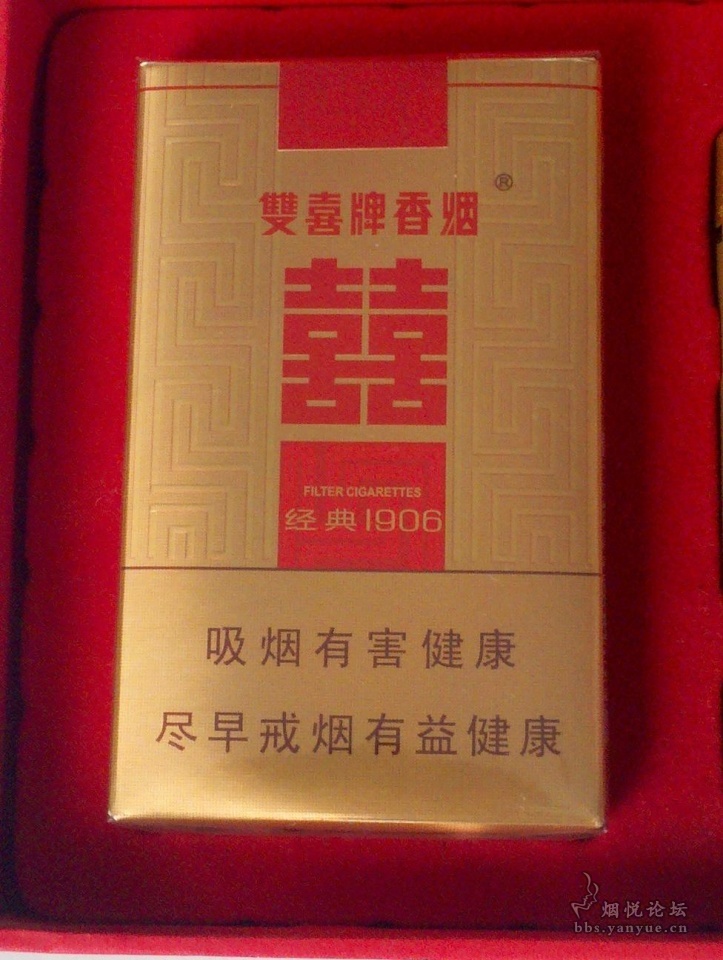 ®
雙喜牌香烟
囍
FILTER CIGARETTES
经典1906
吸烟有害健康
尽早戒烟有益健康
烟悦论坛
bbs.yanyue.cn